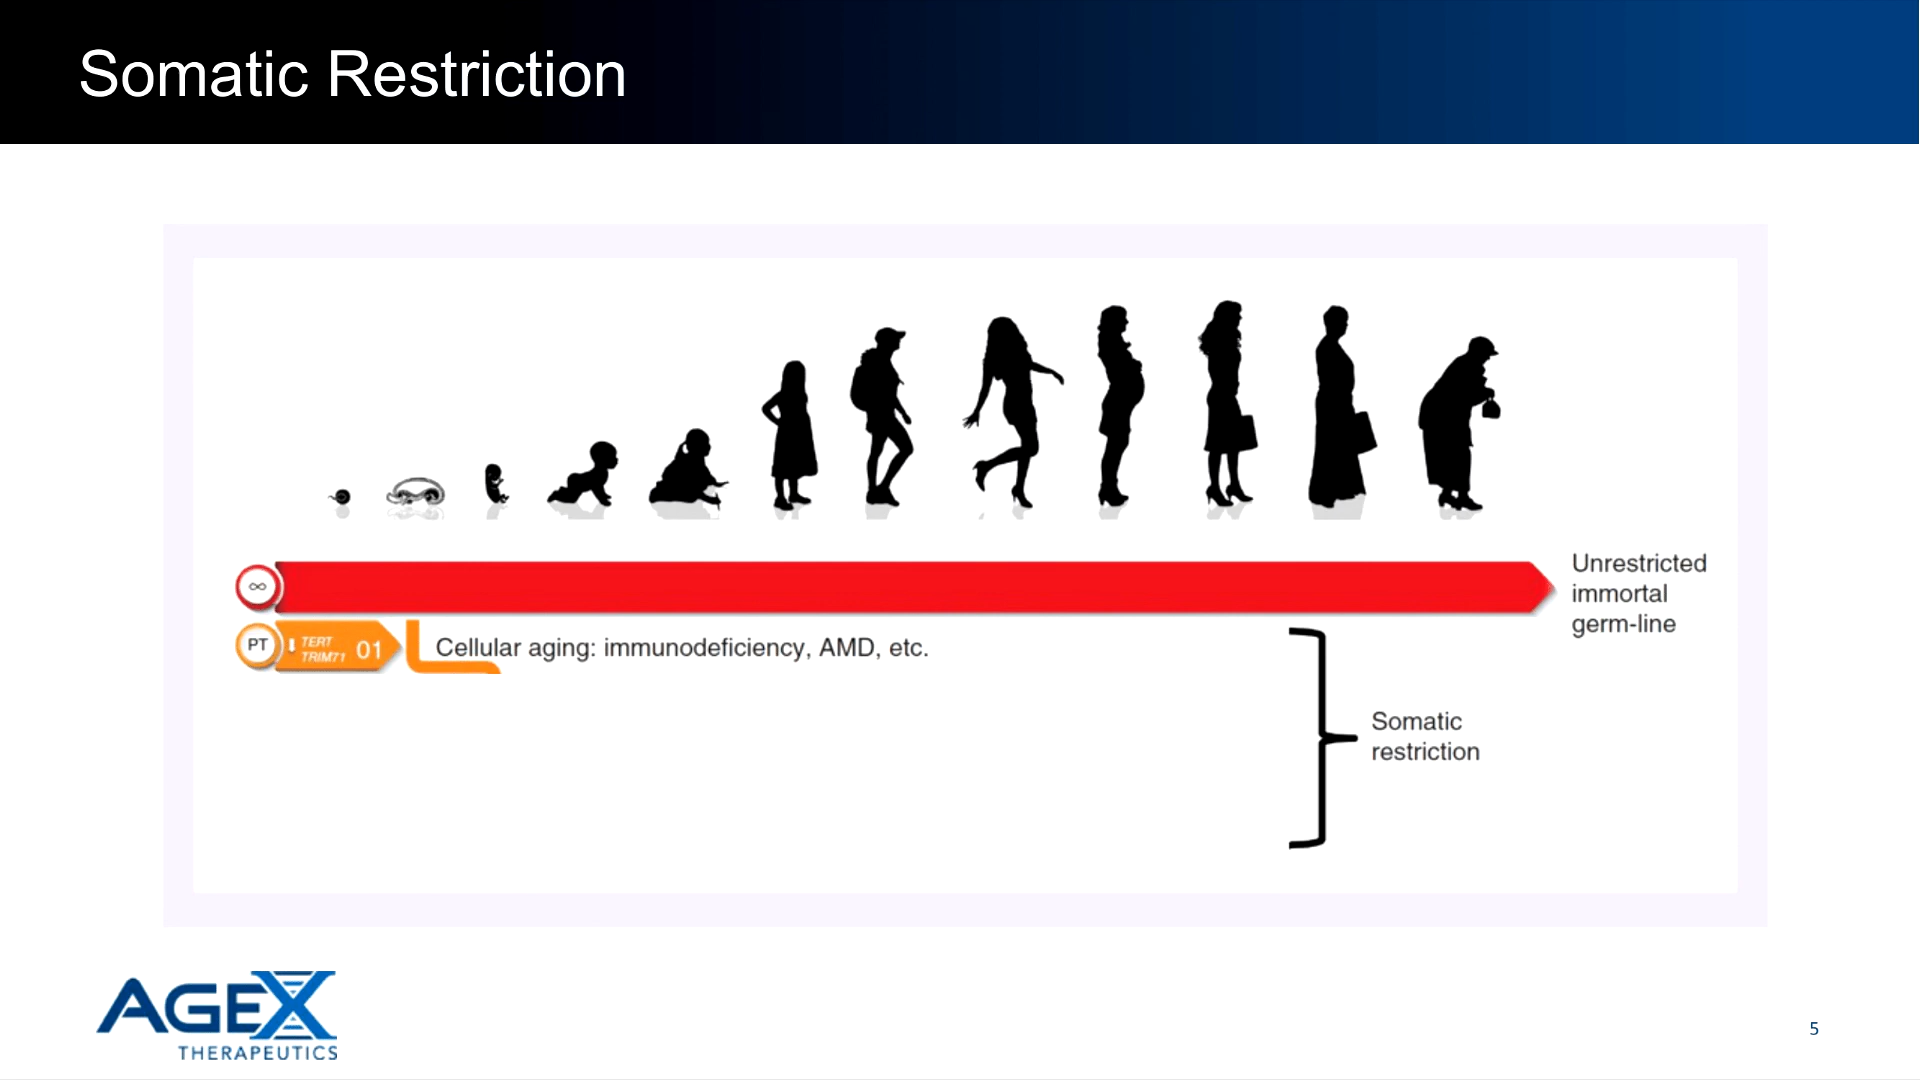 Somatic Restriction
∞
Unrestricted
immortal
germ-line
PT
⬇ TERT
TRIM71
01
Cellular aging: immunodeficiency, AMD, etc.
Somatic
restriction
AGEX
THERAPEUTICS
5